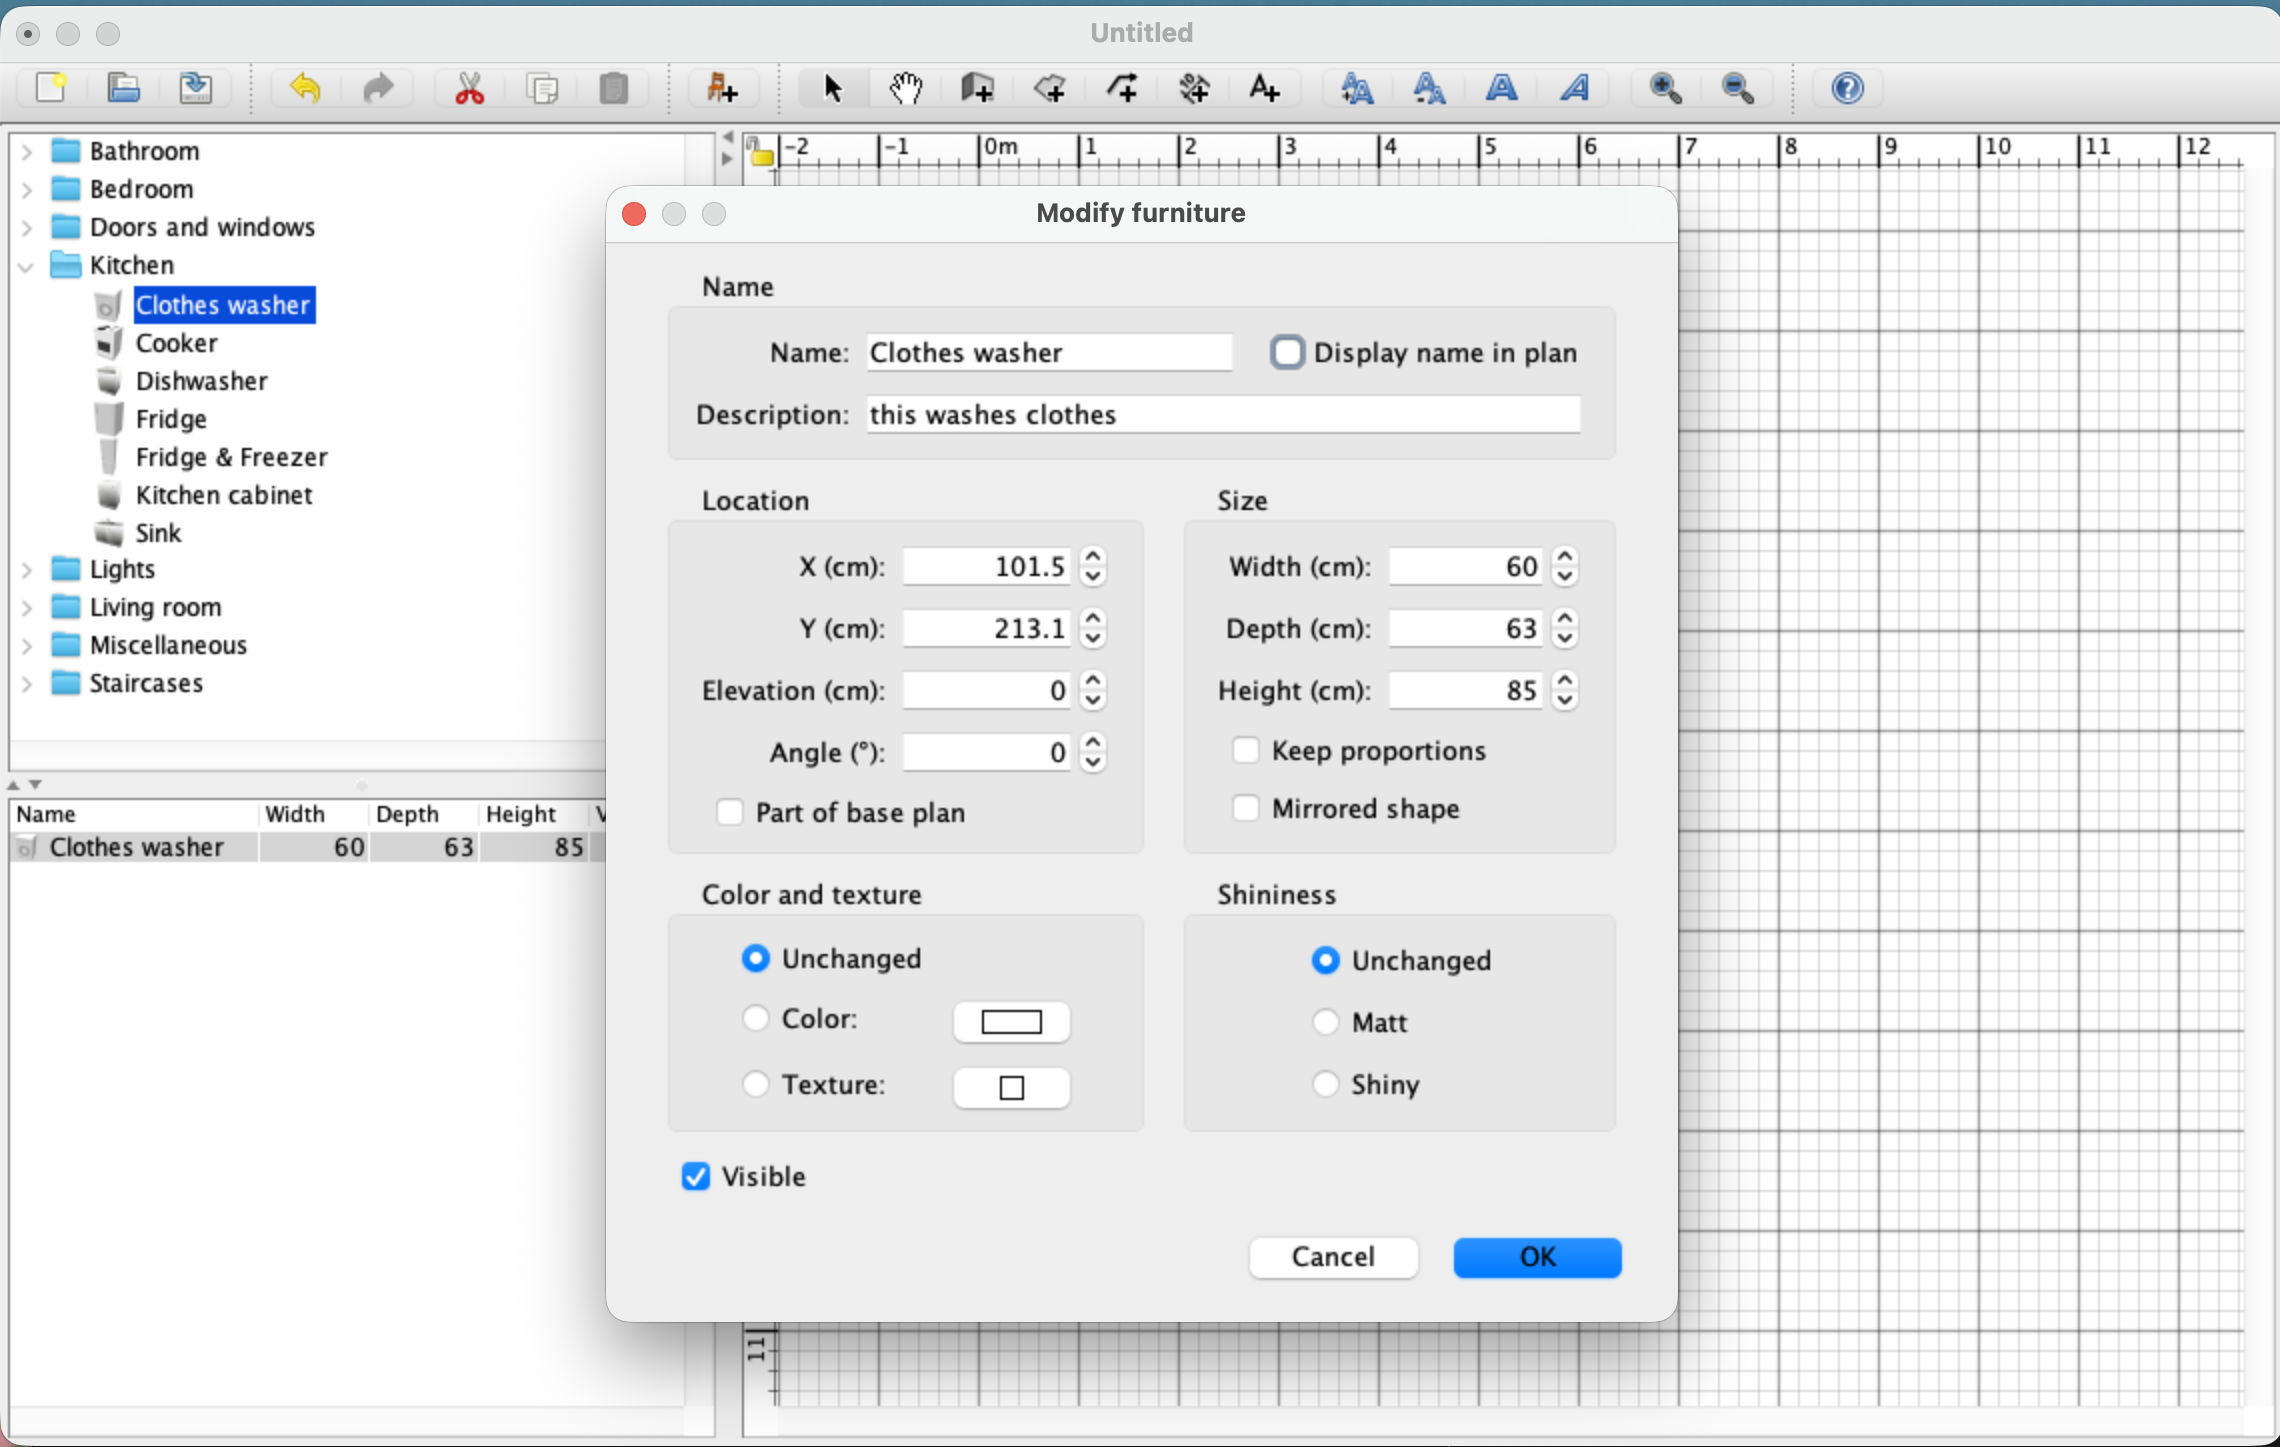 Untitled
-2 -1 0m 1 2 3 4 5 6 7 8 9 10 11 12
Bathroom
Bedroom
Doors and windows
Kitchen
Clothes washer
Cooker
Dishwasher
Fridge
Fridge & Freezer
Kitchen cabinet
Sink
Lights
Living room
Miscellaneous
Staircases
Name Width Depth Height V
Clothes washer 60 63 85
Modify furniture
Name
Name: Clothes washer Display name in plan
Description: this washes clothes
Location
X (cm): 101.5
Y (cm): 213.1
Elevation (cm): 0
Angle (°): 0
Part of base plan
Size
Width (cm): 60
Depth (cm): 63
Height (cm): 85
Keep proportions
Mirrored shape
Color and texture
Unchanged
Color:
Texture:
Shininess
Unchanged
Matt
Shiny
Visible
Cancel OK
11